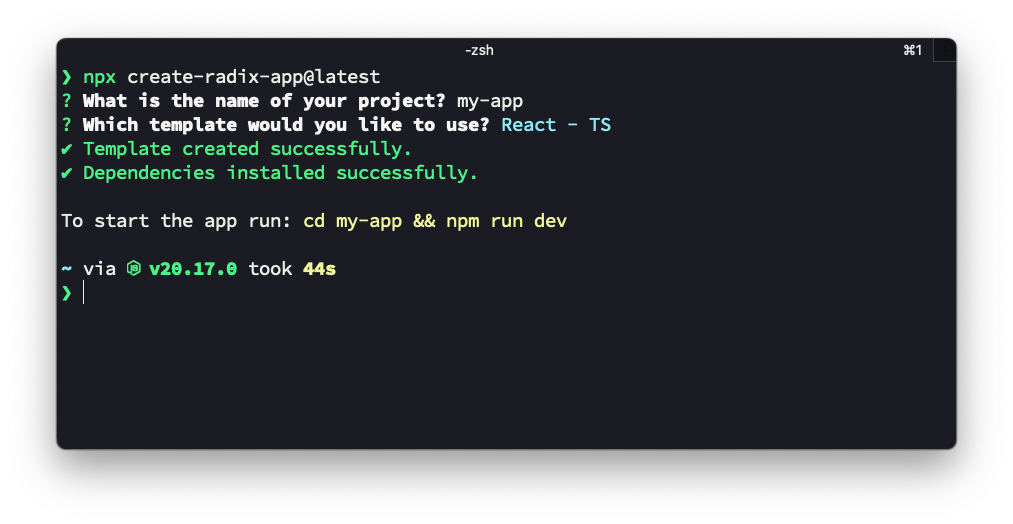 -zsh
⌘1
❯ npx create-radix-app@latest
? What is the name of your project? my-app
? Which template would you like to use? React - TS
✔ Template created successfully.
✔ Dependencies installed successfully.
To start the app run: cd my-app && npm run dev
~ via JS v20.17.0 took 44s
❯